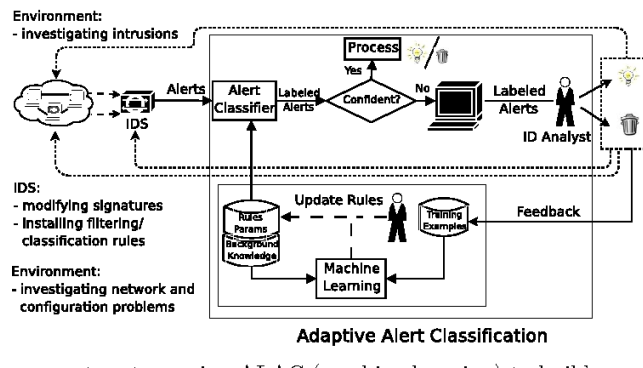 Environment:
- investigating intrusions
IDS
Alerts
Alert
Classifier
Labeled
Alerts
Confident?
Yes
Process
No
Labeled
Alerts
ID Analyst
IDS:
- modifying signatures
- installing filtering/
classification rules
Environment:
- investigating network and
configuration problems
Rules
Params
Background
Knowledge
Update Rules
Training
Examples
Machine
Learning
Feedback
Adaptive Alert Classification